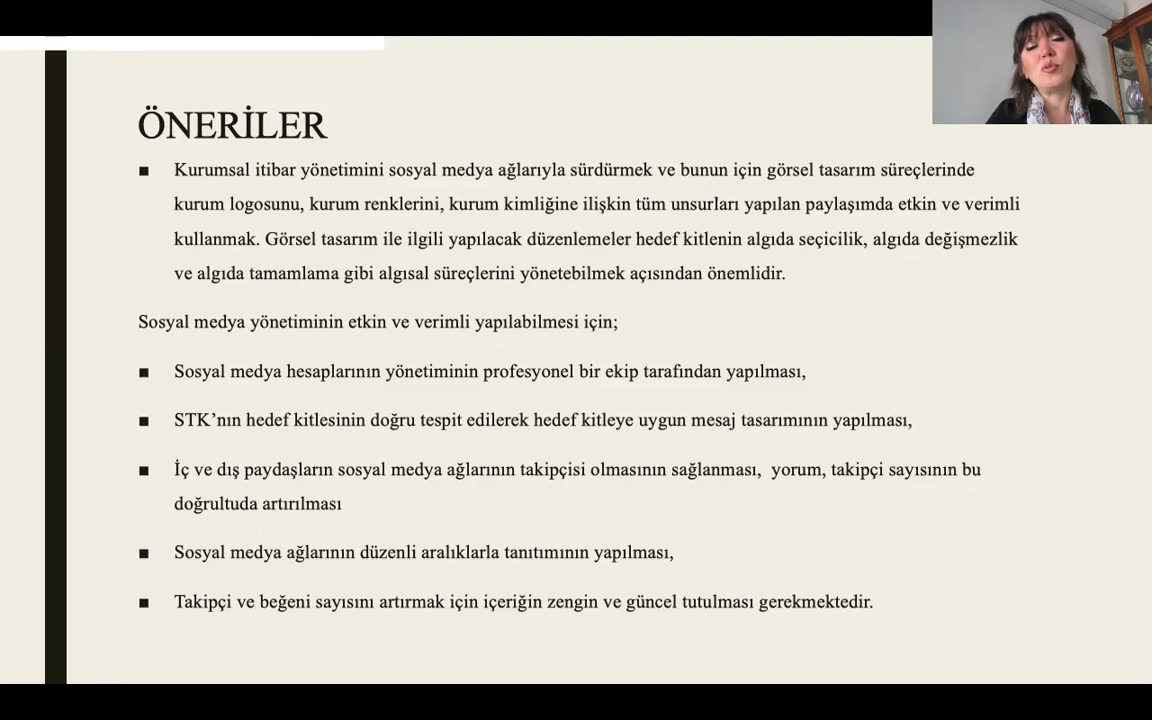 ÖNERİLER
■ Kurumsal itibar yönetimini sosyal medya ağlarıyla sürdürmek ve bunun için görsel tasarım süreçlerinde
kurum logosunu, kurum renklerini, kurum kimliğine ilişkin tüm unsurları yapılan paylaşımda etkin ve verimli
kullanmak. Görsel tasarım ile ilgili yapılacak düzenlemeler hedef kitlenin algıda seçicilik, algıda değişmezlik
ve algıda tamamlama gibi algısal süreçlerini yönetebilmek açısından önemlidir.
Sosyal medya yönetiminin etkin ve verimli yapılabilmesi için;
■ Sosyal medya hesaplarının yönetiminin profesyonel bir ekip tarafından yapılması,
■ STK’nın hedef kitlesinin doğru tespit edilerek hedef kitleye uygun mesaj tasarımının yapılması,
■ İç ve dış paydaşların sosyal medya ağlarının takipçisi olmasının sağlanması,  yorum, takipçi sayısının bu
doğrultuda artırılması
■ Sosyal medya ağlarının düzenli aralıklarla tanıtımının yapılması,
■ Takipçi ve beğeni sayısını artırmak için içeriğin zengin ve güncel tutulması gerekmektedir.